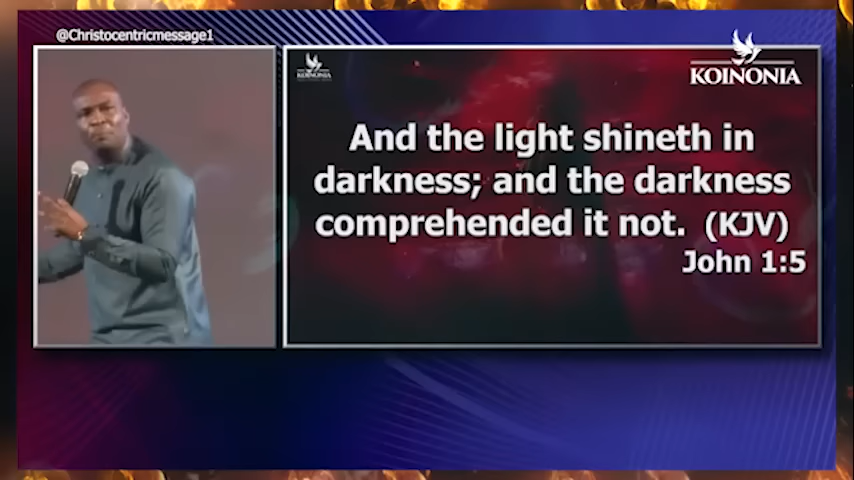 @Christocentricmessage1
KOINONIA
KOINONIA
And the light shineth in
darkness; and the darkness
comprehended it not. (KJV)
John 1:5